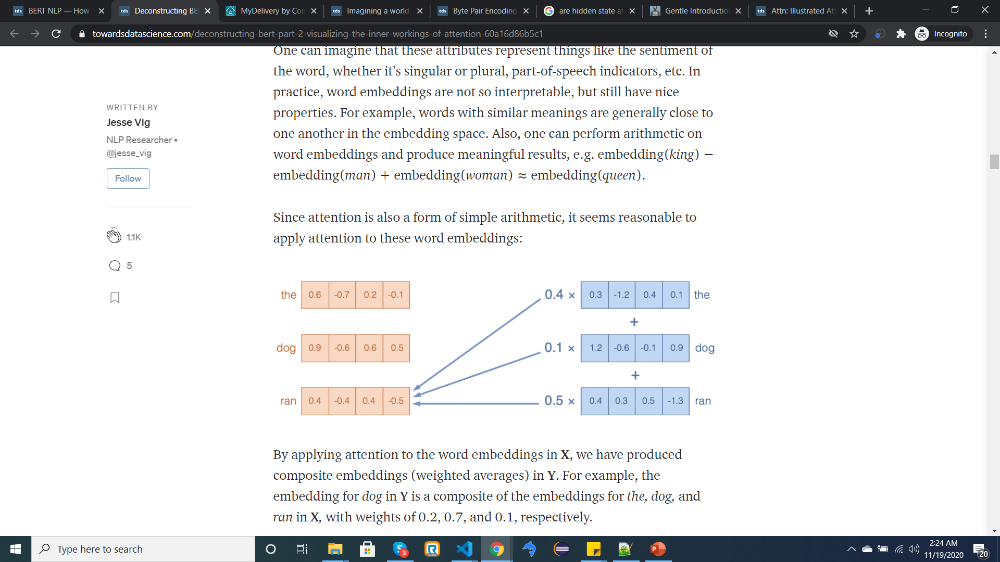 BERT NLP — How
Deconstructing BE
MyDelivery by Con
Imagining a world
Byte Pair Encoding
are hidden state at
Gentle Introduction
Attn: Illustrated Att
towardsdatascience.com/deconstructing-bert-part-2-visualizing-the-inner-workings-of-attention-60a16d86b5c1
Incognito
One can imagine that these attributes represent things like the sentiment of
the word, whether it's singular or plural, part-of-speech indicators, etc. In
practice, word embeddings are not so interpretable, but still have nice
properties. For example, words with similar meanings are generally close to
one another in the embedding space. Also, one can perform arithmetic on
word embeddings and produce meaningful results, e.g. embedding(king) −
embedding(man) + embedding(woman) ≈ embedding(queen).
WRITTEN BY
Jesse Vig
NLP Researcher •
@jesse_vig
Follow
1.1K
5
Since attention is also a form of simple arithmetic, it seems reasonable to
apply attention to these word embeddings:
the 0.6 -0.7 0.2 -0.1 0.4 × 0.3 -1.2 0.4 0.1 the
+
dog 0.9 -0.6 0.6 0.5 0.1 × 1.2 -0.6 -0.1 0.9 dog
+
ran 0.4 -0.4 0.4 -0.5 0.5 × 0.4 0.3 0.5 -1.3 ran
By applying attention to the word embeddings in X, we have produced
composite embeddings (weighted averages) in Y. For example, the
embedding for dog in Y is a composite of the embeddings for the, dog, and
ran in X, with weights of 0.2, 0.7, and 0.1, respectively.
Type here to search
3
2:24 AM
11/19/2020
20